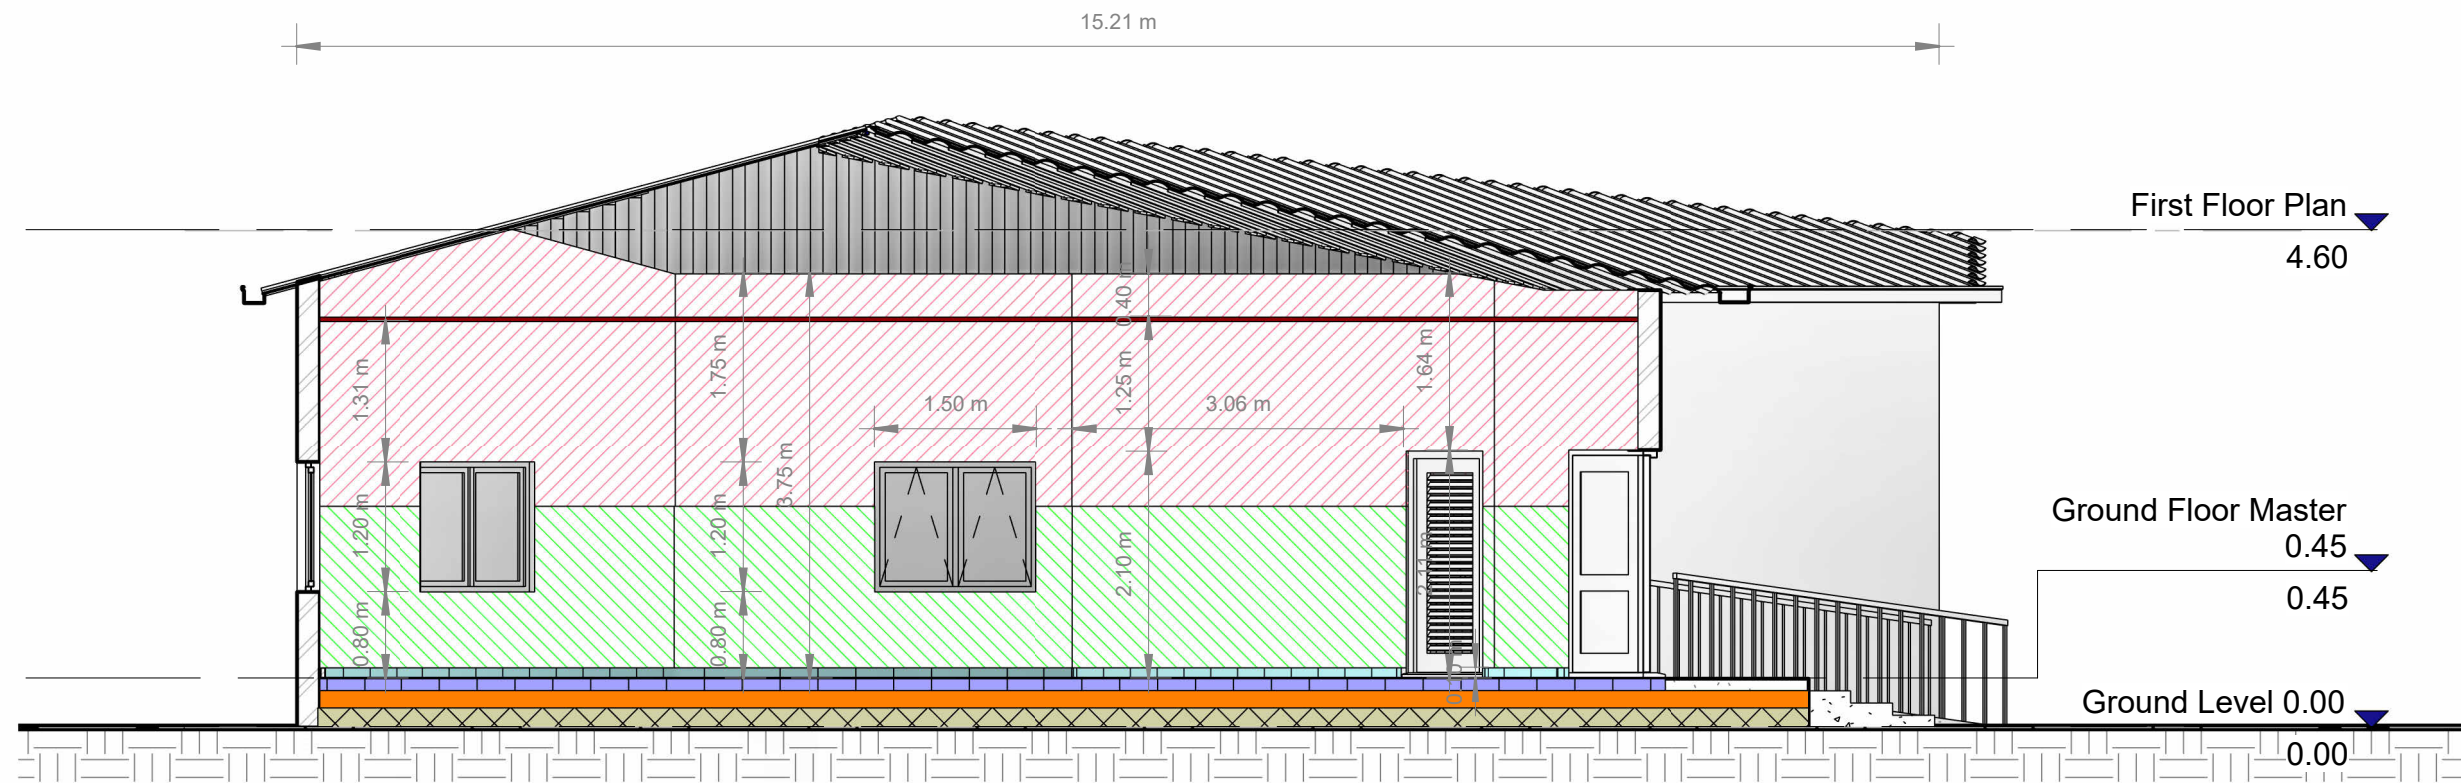 15.21 m
First Floor Plan
4.60
0.40 m
1.31 m
1.75 m
1.25 m
1.64 m
1.50 m
3.06 m
3.75 m
Ground Floor Master
0.45
0.45
1.20 m
1.20 m
2.10 m
2.11 m
0.80 m
0.80 m
Ground Level 0.00
0.00